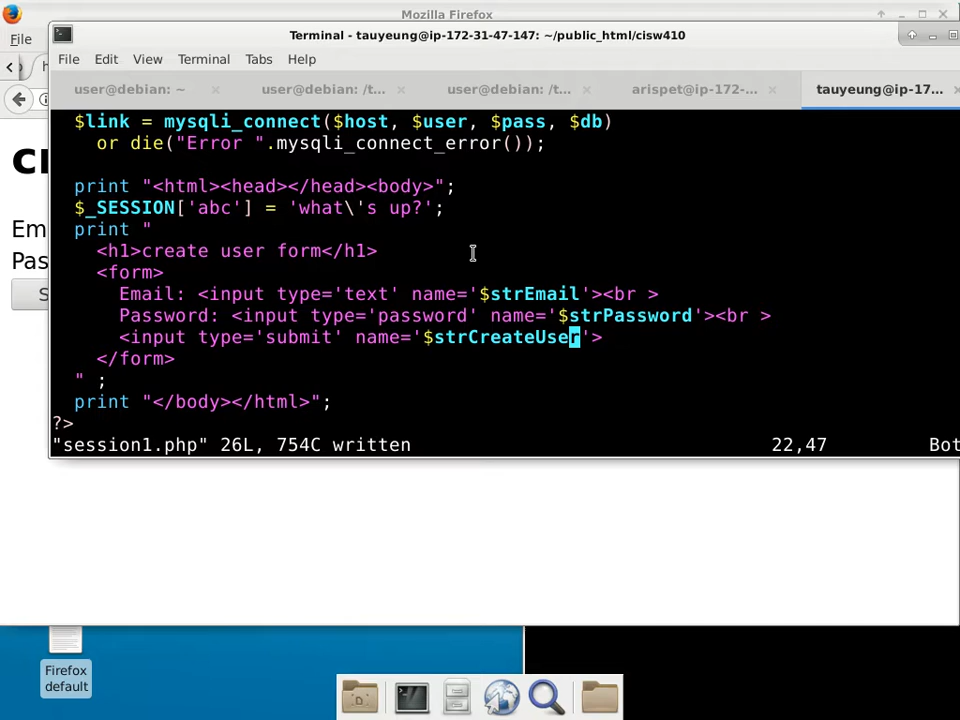 Mozilla Firefox
File
Terminal - tauyeung@ip-172-31-47-147: ~/public_html/cisw410
File Edit View Terminal Tabs Help
user@debian: ~
user@debian: /t...
user@debian: /t...
arispet@ip-172-...
tauyeung@ip-17...
$link = mysqli_connect($host, $user, $pass, $db)
or die("Error ".mysqli_connect_error());
print "<html><head></head><body>";
$_SESSION['abc'] = 'what\'s up?';
print "
<h1>create user form</h1>
<form>
Email: <input type='text' name='$strEmail'><br >
Password: <input type='password' name='$strPassword'><br >
<input type='submit' name='$strCreateUser'>
</form>
" ;
print "</body></html>";
?>
"session1.php" 26L, 754C written 22,47 Bot
cr
Em
Pas
S
Firefox
default